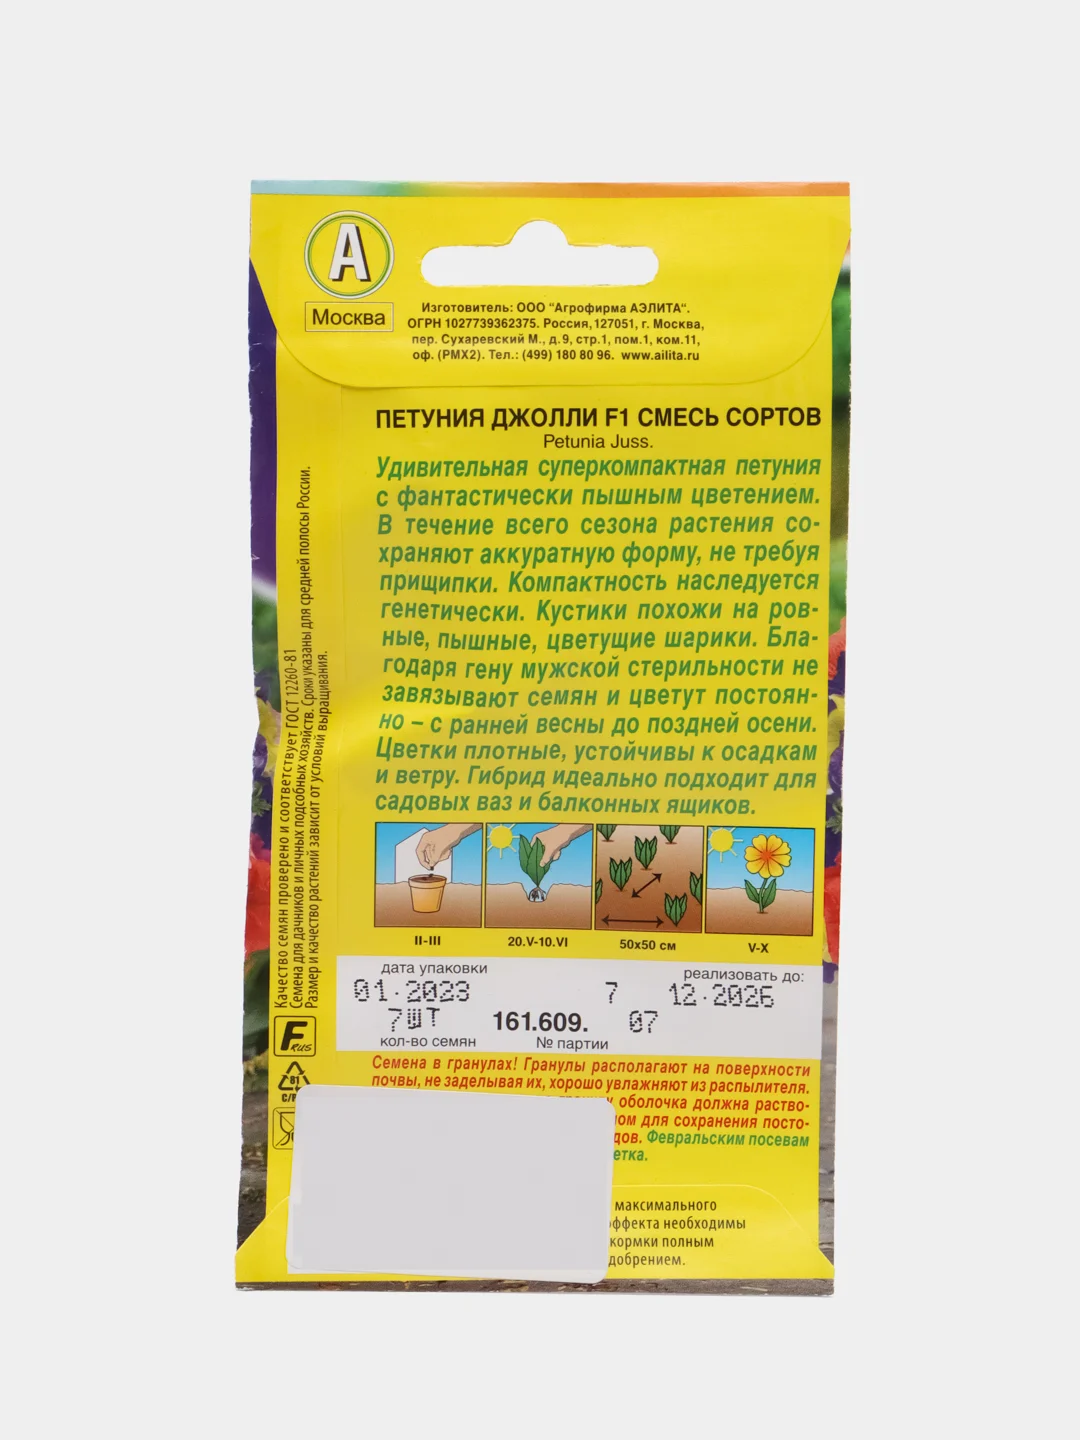 А
Москва
Изготовитель: ООО "Агрофирма АЭЛИТА".
ОГРН 1027739362375. Россия, 127051, г. Москва,
пер. Сухаревский М., д.9, стр.1, пом.1, ком.11,
оф. (РМХ2). Тел.: (499) 180 80 96. www.ailita.ru
ПЕТУНИЯ ДЖОЛЛИ F1 СМЕСЬ СОРТОВ
Petunia Juss.
Удивительная суперкомпактная петуния
с фантастически пышным цветением.
В течение всего сезона растения со-
храняют аккуратную форму, не требуя
прищипки. Компактность наследуется
генетически. Кустики похожи на ров-
ные, пышные, цветущие шарики. Бла-
годаря гену мужской стерильности не
завязывают семян и цветут постоян-
но – с ранней весны до поздней осени.
Цветки плотные, устойчивы к осадкам
и ветру. Гибрид идеально подходит для
садовых ваз и балконных ящиков.
II-III
20.V-10.VI
50x50 см
V-X
дата упаковки
реализовать до:
01.2023
7
12.2026
7шт
161.609.
07
кол-во семян
№ партии
Семена в гранулах! Гранулы располагают на поверхности
почвы, не заделывая их, хорошо увлажняют из распылителя.
оболочка должна раство-
для сохранения посто-
Февральским посевам
максимального
необходимы
полным
Качество семян проверено и соответствует ГОСТ 12260-81
Семена для дачников и личных подсобных хозяйств. Сроки указаны для средней полосы России.
Размер и качество растений зависит от условий выращивания.
F RUS
81